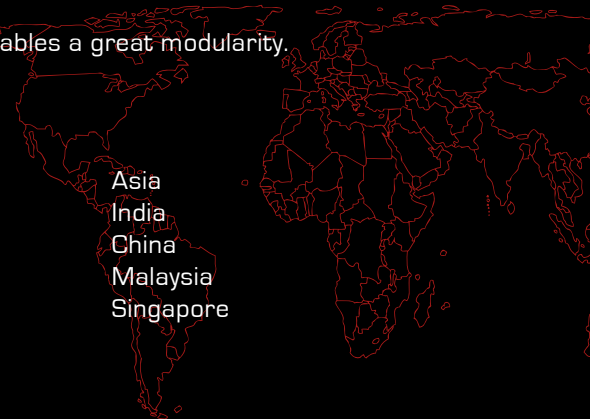 ables a great modularity.
Asia
India
China
Malaysia
Singapore